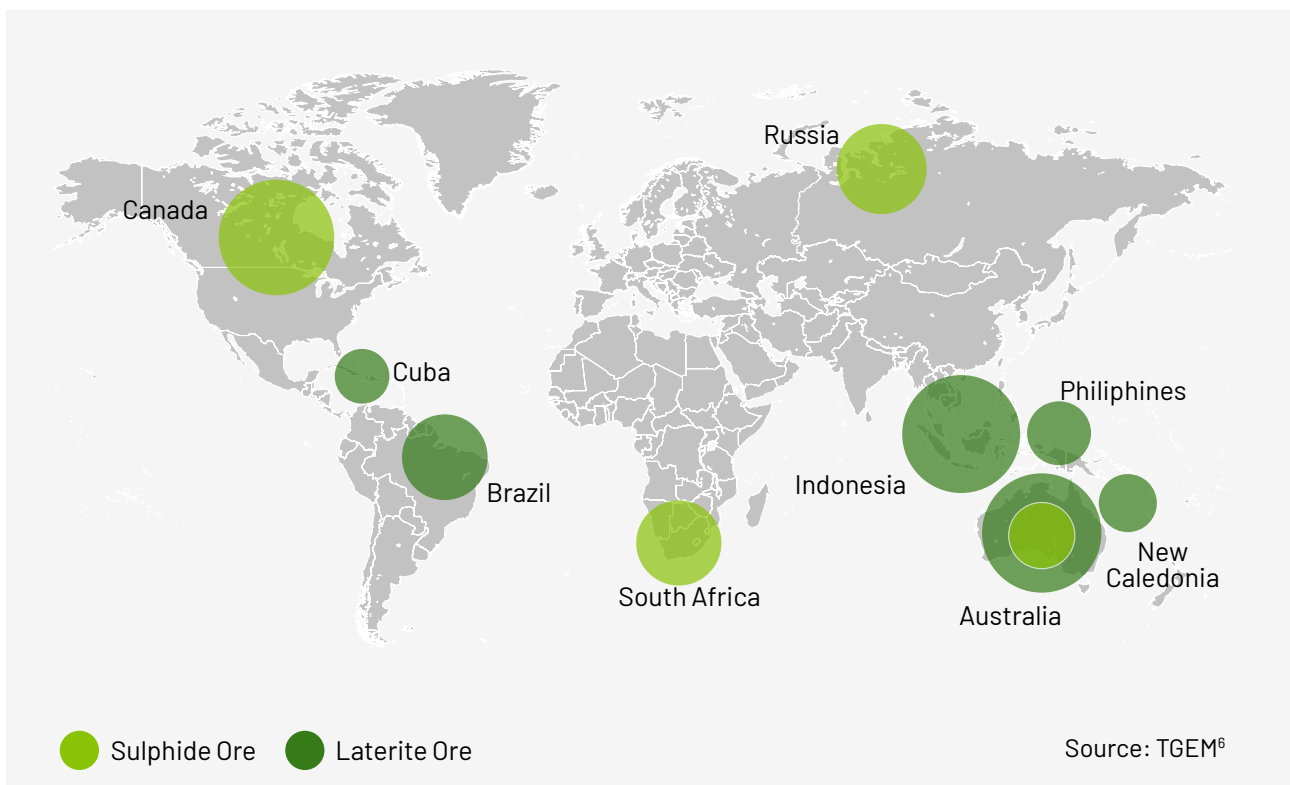 Russia
Canada
Cuba
Philiphines
Indonesia
Brazil
New
Caledonia
South Africa
Australia
Sulphide Ore
Laterite Ore
Source: TGEM⁶